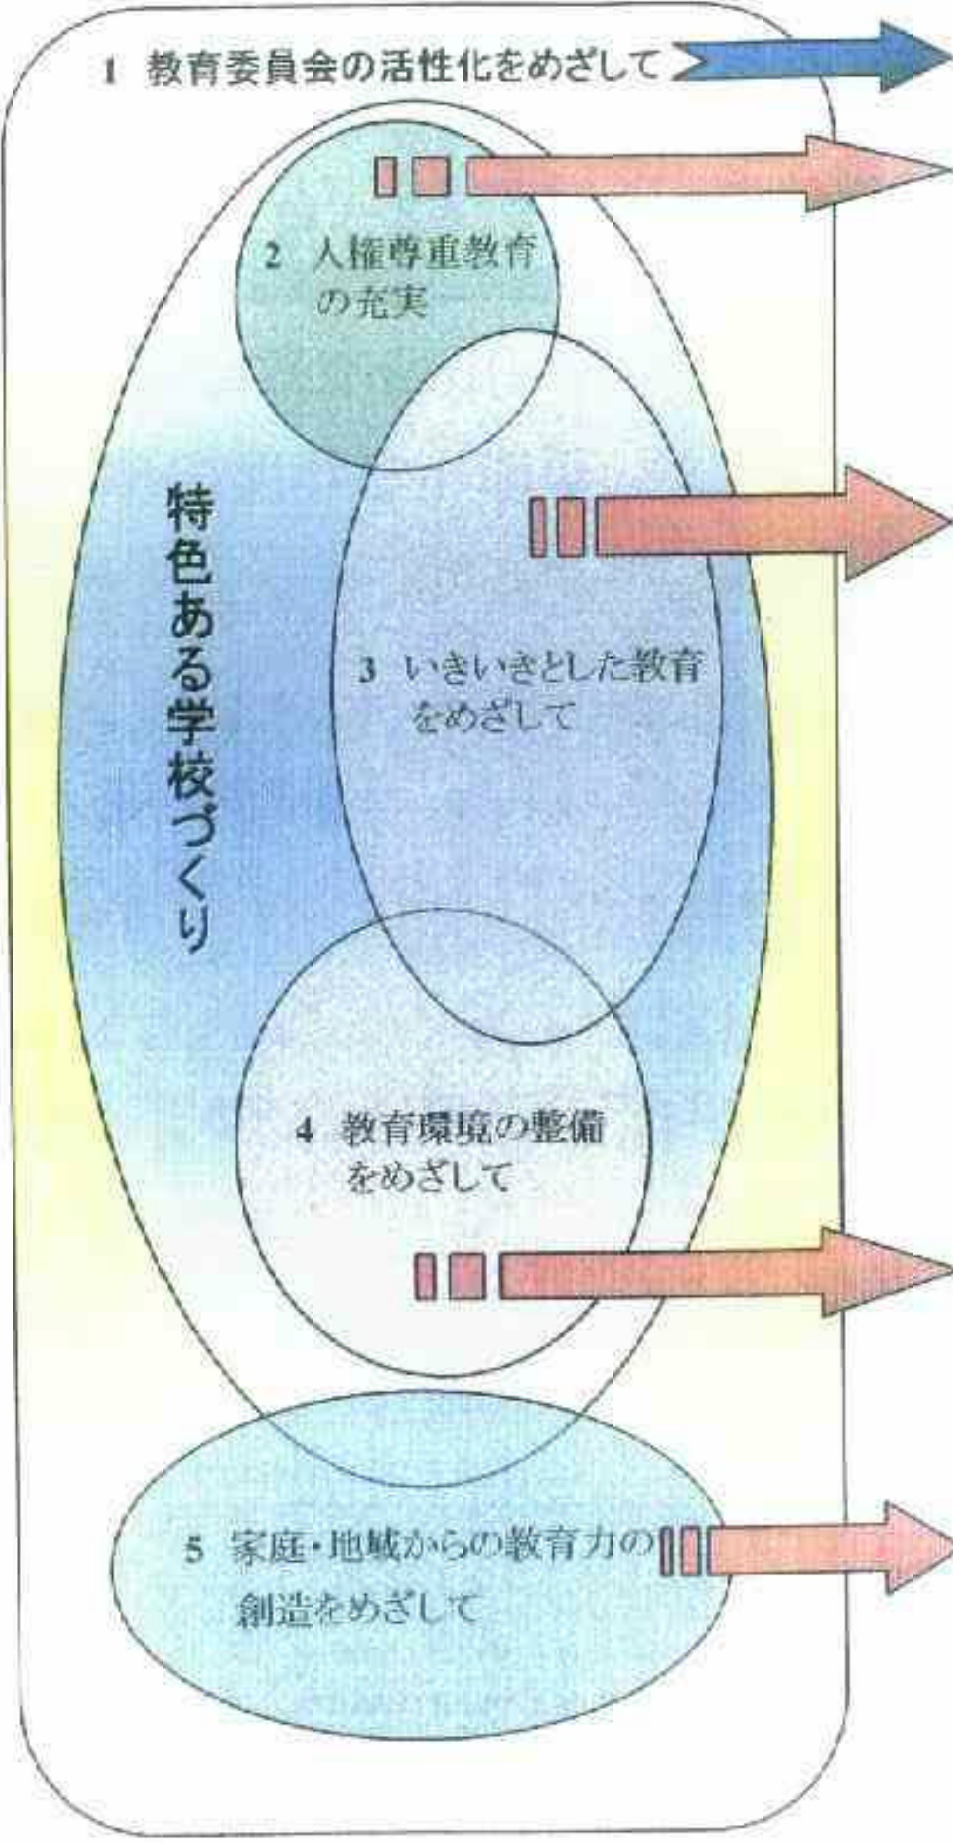 1 教育委員会の活性化をめざして
2 人権尊重教育
の充実
特色ある学校づくり
3 いきいきとした教育
をめざして
4 教育環境の整備
をめざして
5 家庭・地域からの教育力の
創造をめざして